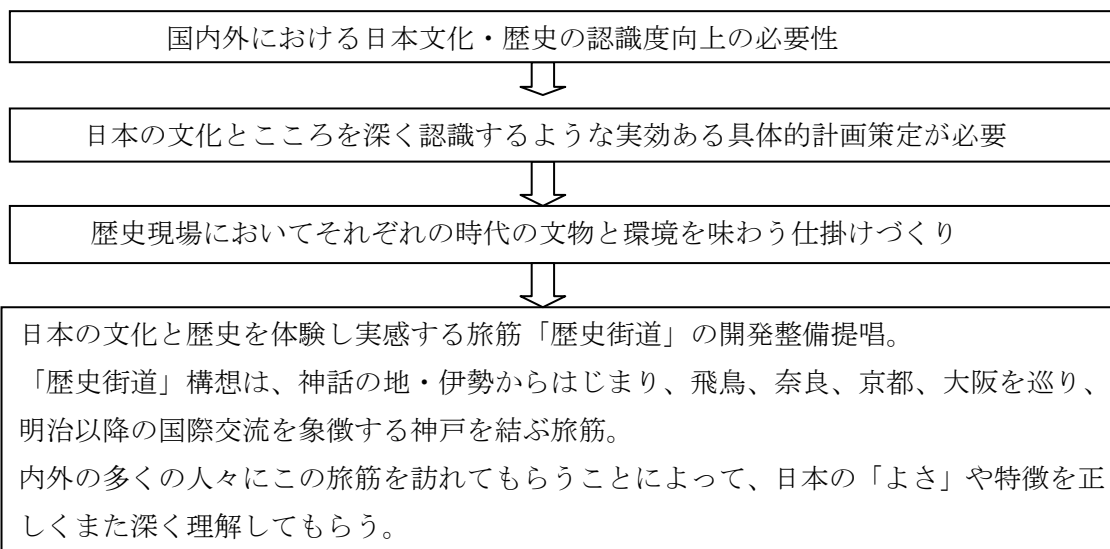 国内外における日本文化・歴史の認識度向上の必要性
日本の文化とこころを深く認識するような実効ある具体的計画策定が必要
歴史現場においてそれぞれの時代の文物と環境を味わう仕掛けづくり
日本の文化と歴史を体験し実感する旅筋「歴史街道」の開発整備提唱。
「歴史街道」構想は、神話の地・伊勢からはじまり、飛鳥、奈良、京都、大阪を巡り、
明治以降の国際交流を象徴する神戸を結ぶ旅筋。
内外の多くの人々にこの旅筋を訪れてもらうことによって、日本の「よさ」や特徴を正
しくまた深く理解してもらう。